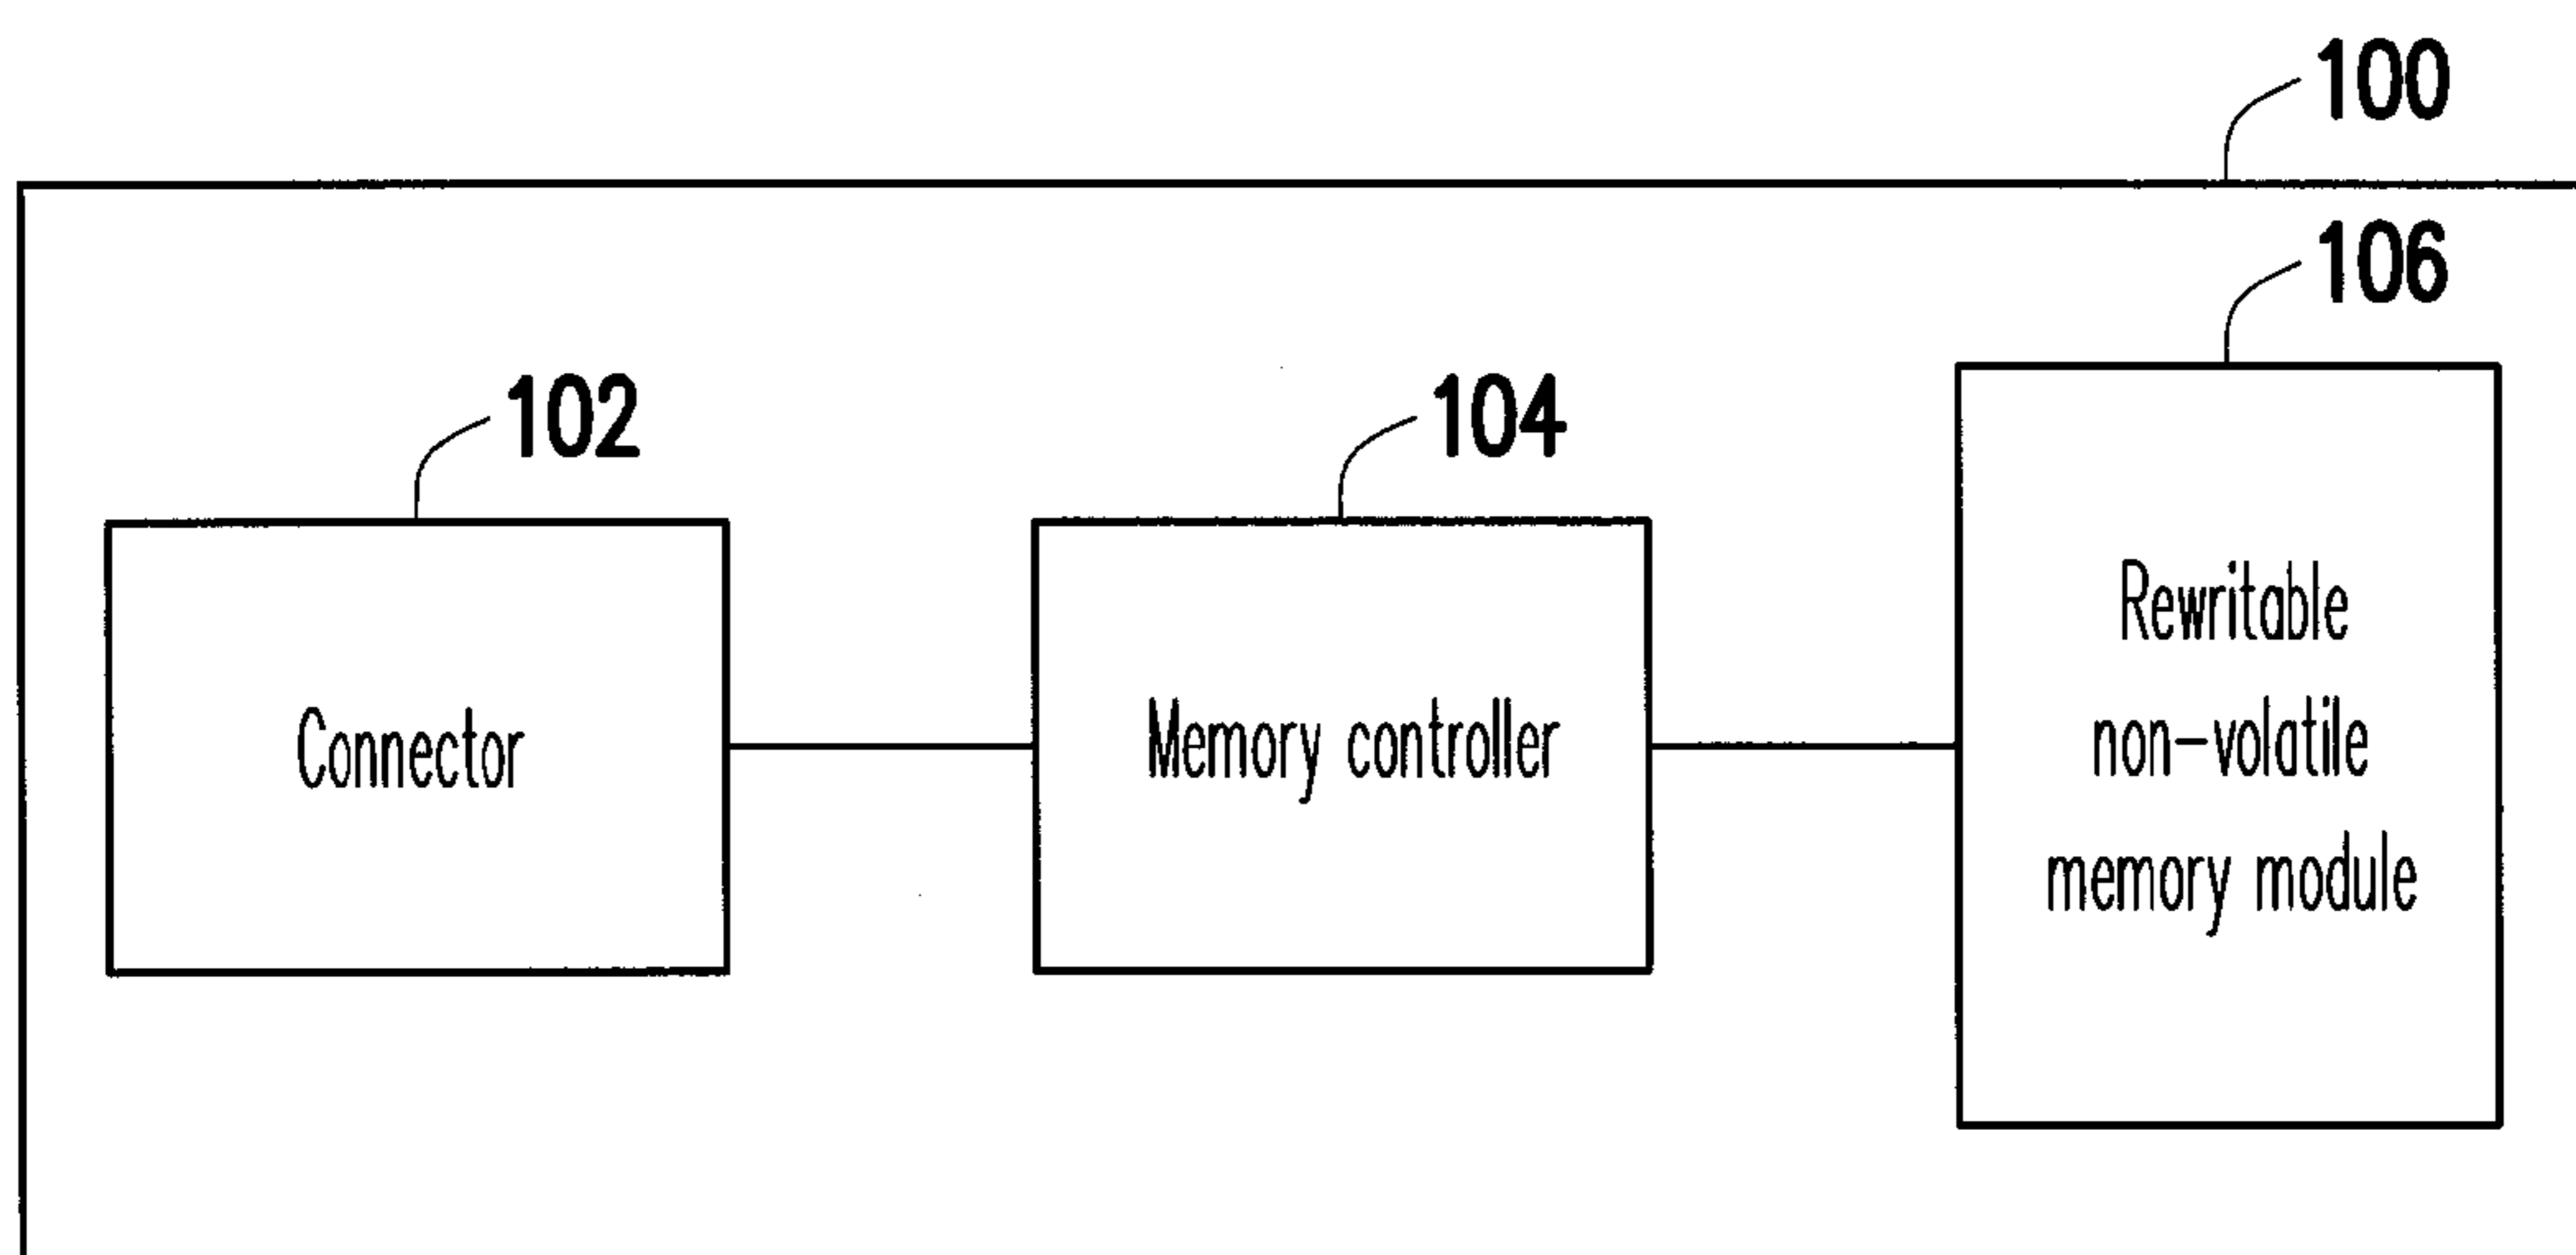 100
106
102
104
Connector
Memory controller
Rewritable
non-volatile
memory module